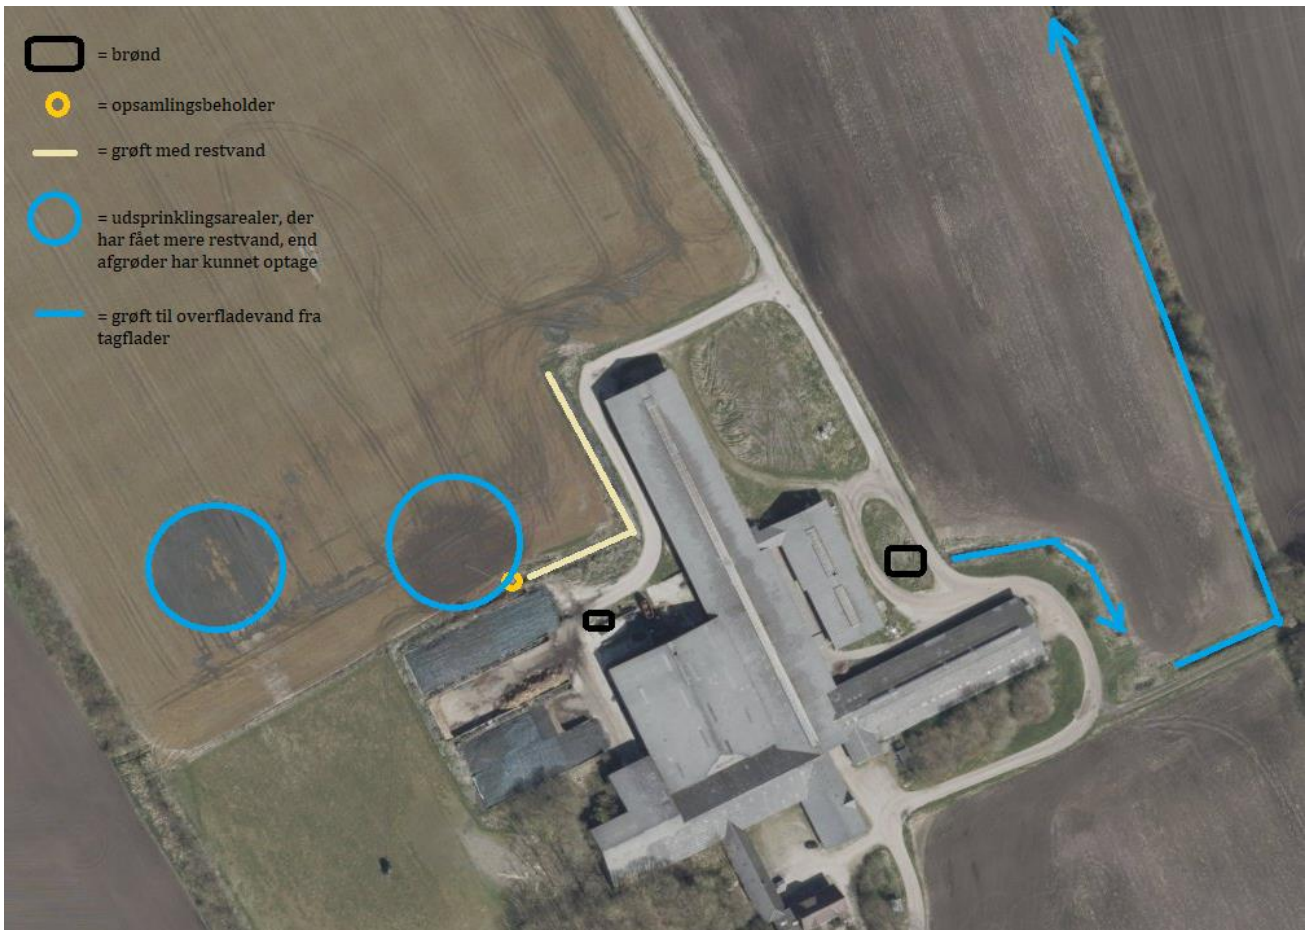 = brønd
= opsamlingsbeholder
= grøft med restvand
= udsprinklingsarealer, der
har fået mere restvand, end
afgrøder har kunnet optage
= grøft til overfladevand fra
tagflader